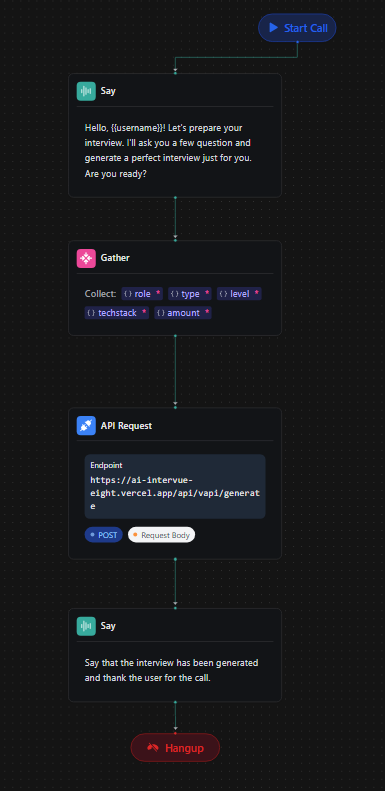 Start Call
Say
Hello, {{username}}! Let's prepare your
interview. I'll ask you a few question and
generate a perfect interview just for you.
Are you ready?
Gather
Collect: {} role * {} type * {} level *
{} techstack * {} amount *
API Request
Endpoint
https://ai-intervue-
eight.vercel.app/api/vapi/generat
e
POST Request Body
Say
Say that the interview has been generated
and thank the user for the call.
Hangup